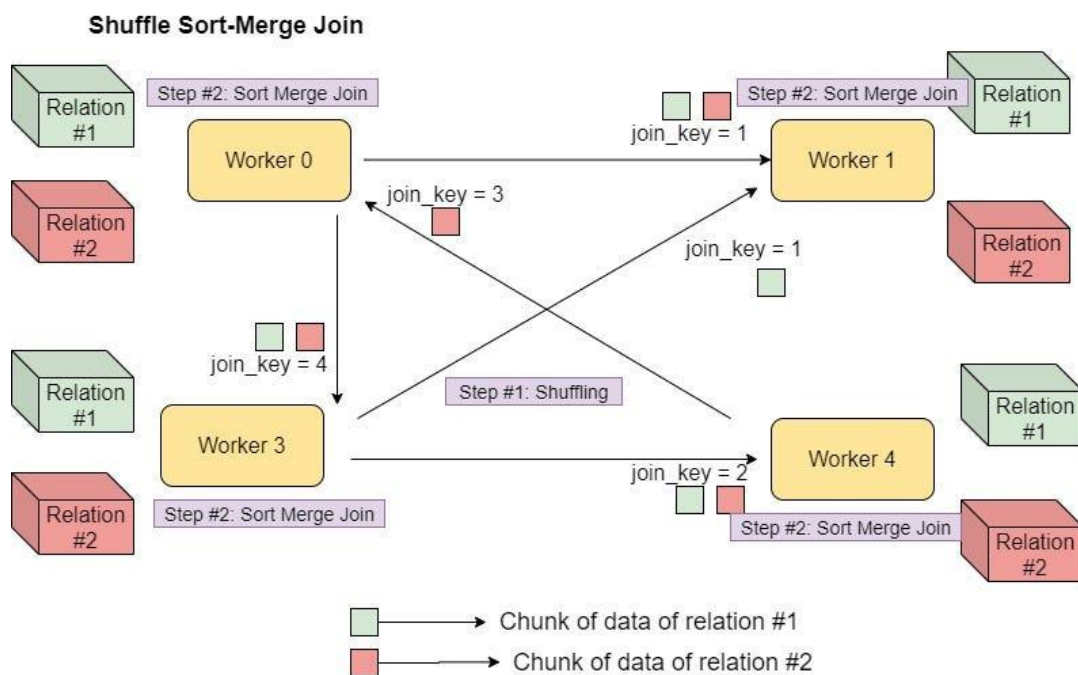 Shuffle Sort-Merge Join
Relation
#1
Step #2: Sort Merge Join
Step #2: Sort Merge Join
Relation
#1
join_key = 1
Worker 0
Worker 1
join_key = 3
Relation
#2
Relation
#2
join_key = 1
join_key = 4
Relation
#1
Step #1: Shuffling
Relation
#1
Worker 3
Worker 4
join_key = 2
Relation
#2
Step #2: Sort Merge Join
Step #2: Sort Merge Join
Relation
#2
Chunk of data of relation #1
Chunk of data of relation #2